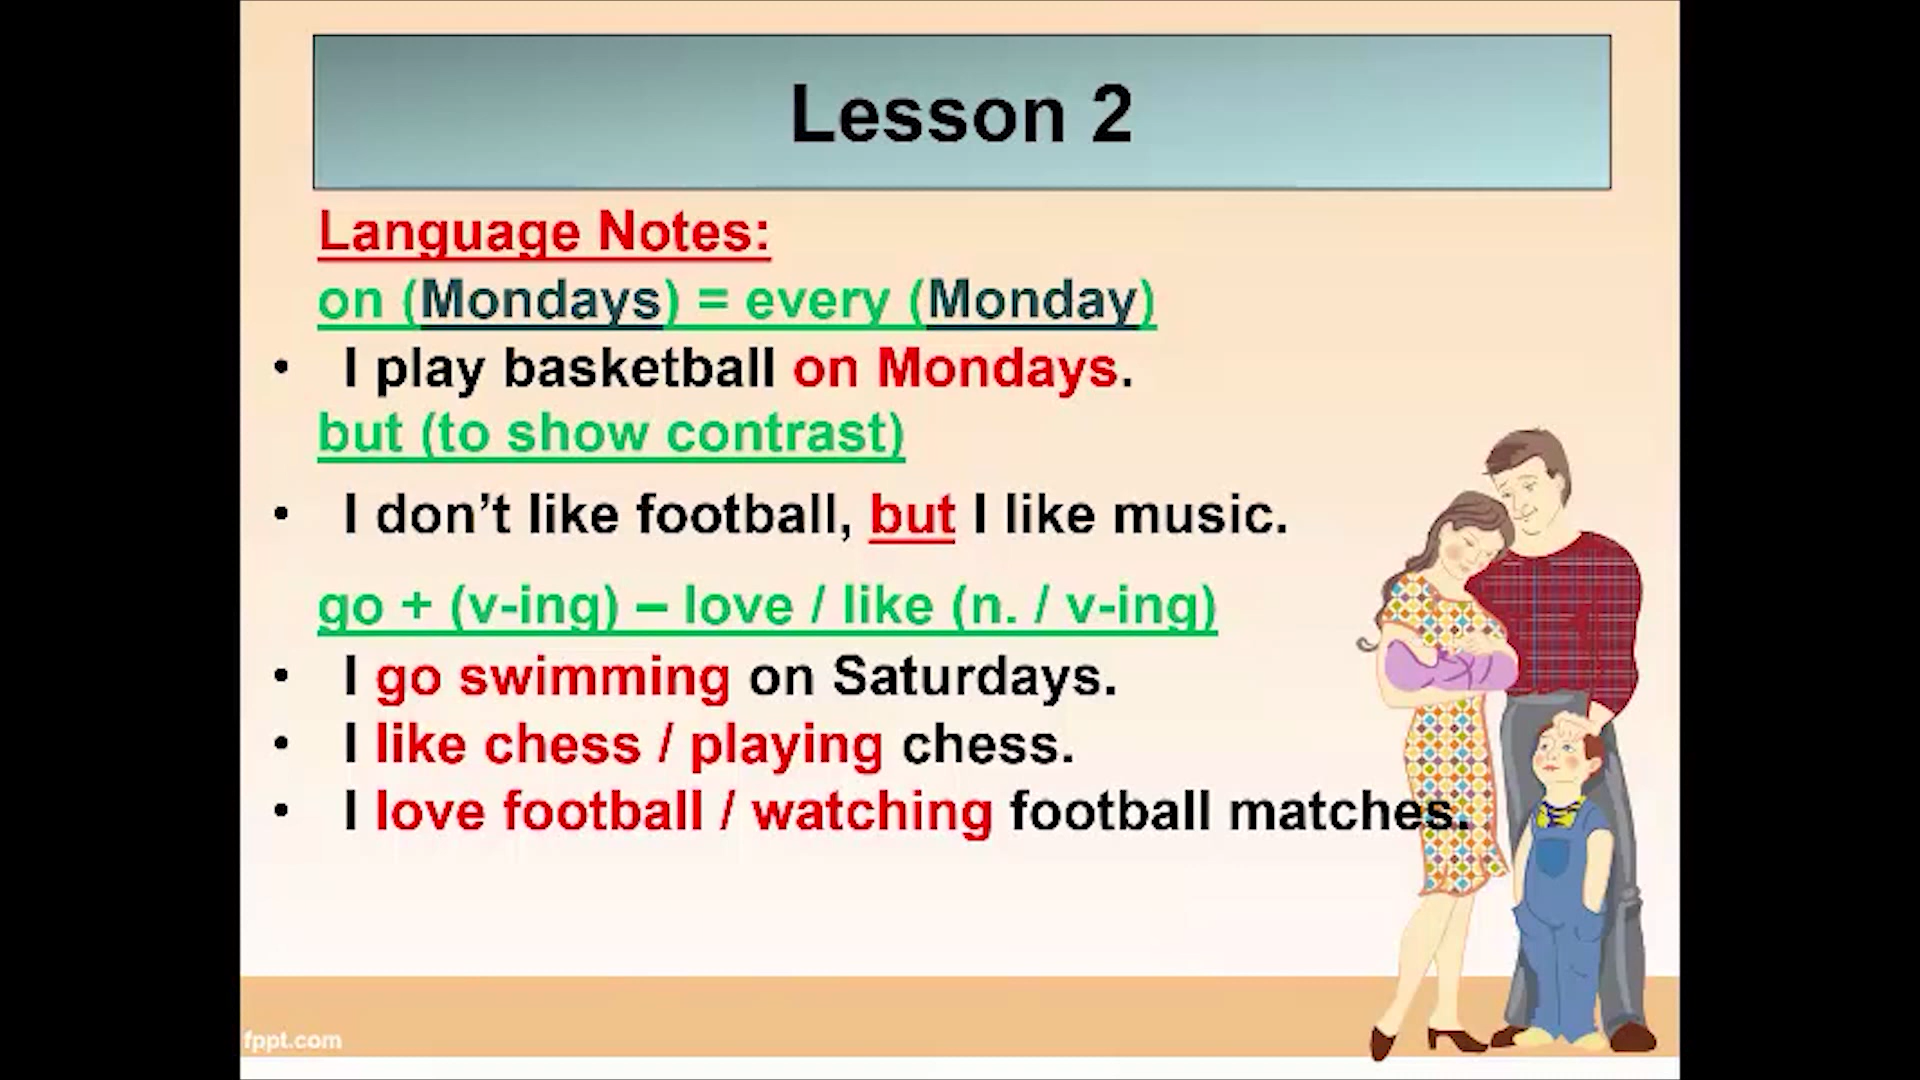 Lesson 2
Language Notes:
on (Mondays) = every (Monday)
• I play basketball on Mondays.
but (to show contrast)
• I don’t like football, but I like music.
go + (v-ing) – love / like (n. / v-ing)
• I go swimming on Saturdays.
• I like chess / playing chess.
• I love football / watching football matches.
fppt.com